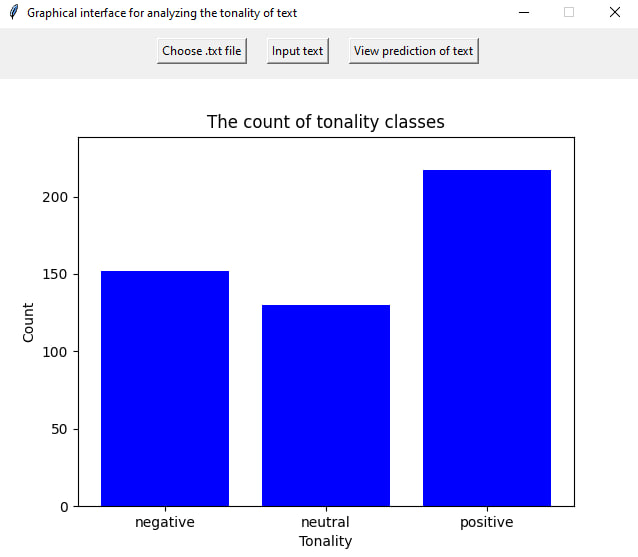 Graphical interface for analyzing the tonality of text
Choose .txt file
Input text
View prediction of text
The count of tonality classes
200
150
100
50
0
Count
negative
neutral
positive
Tonality